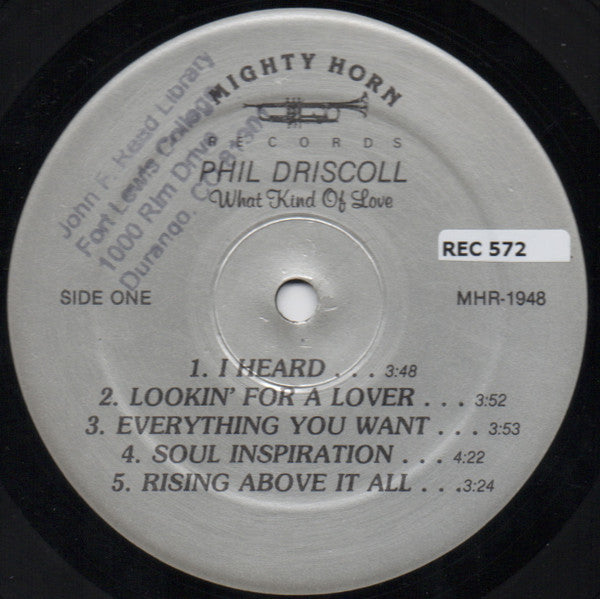 MIGHTY HORN
RECORDS
PHIL DRISCOLL
What Kind Of Love
John F. Reed Library
Fort Lewis College
1000 Rim Drive
Durango, Colorado
REC 572
SIDE ONE
MHR-1948
1. I HEARD . . . 3:48
2. LOOKIN' FOR A LOVER . . . 3:52
3. EVERYTHING YOU WANT . . . 3:53
4. SOUL INSPIRATION . . . 4:22
5. RISING ABOVE IT ALL . . .3:24